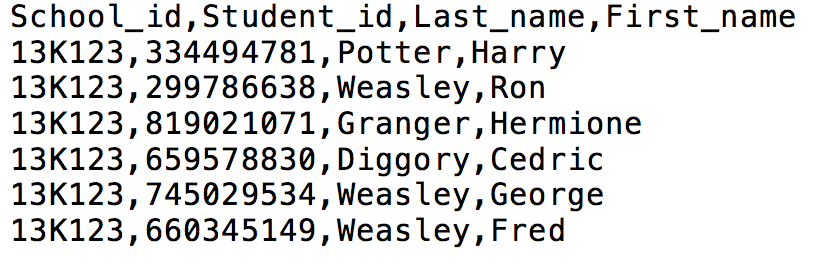 School_id,Student_id,Last_name,First_name
13K123,334494781,Potter,Harry
13K123,299786638,Weasley,Ron
13K123,819021071,Granger,Hermione
13K123,659578830,Diggory,Cedric
13K123,745029534,Weasley,George
13K123,660345149,Weasley,Fred